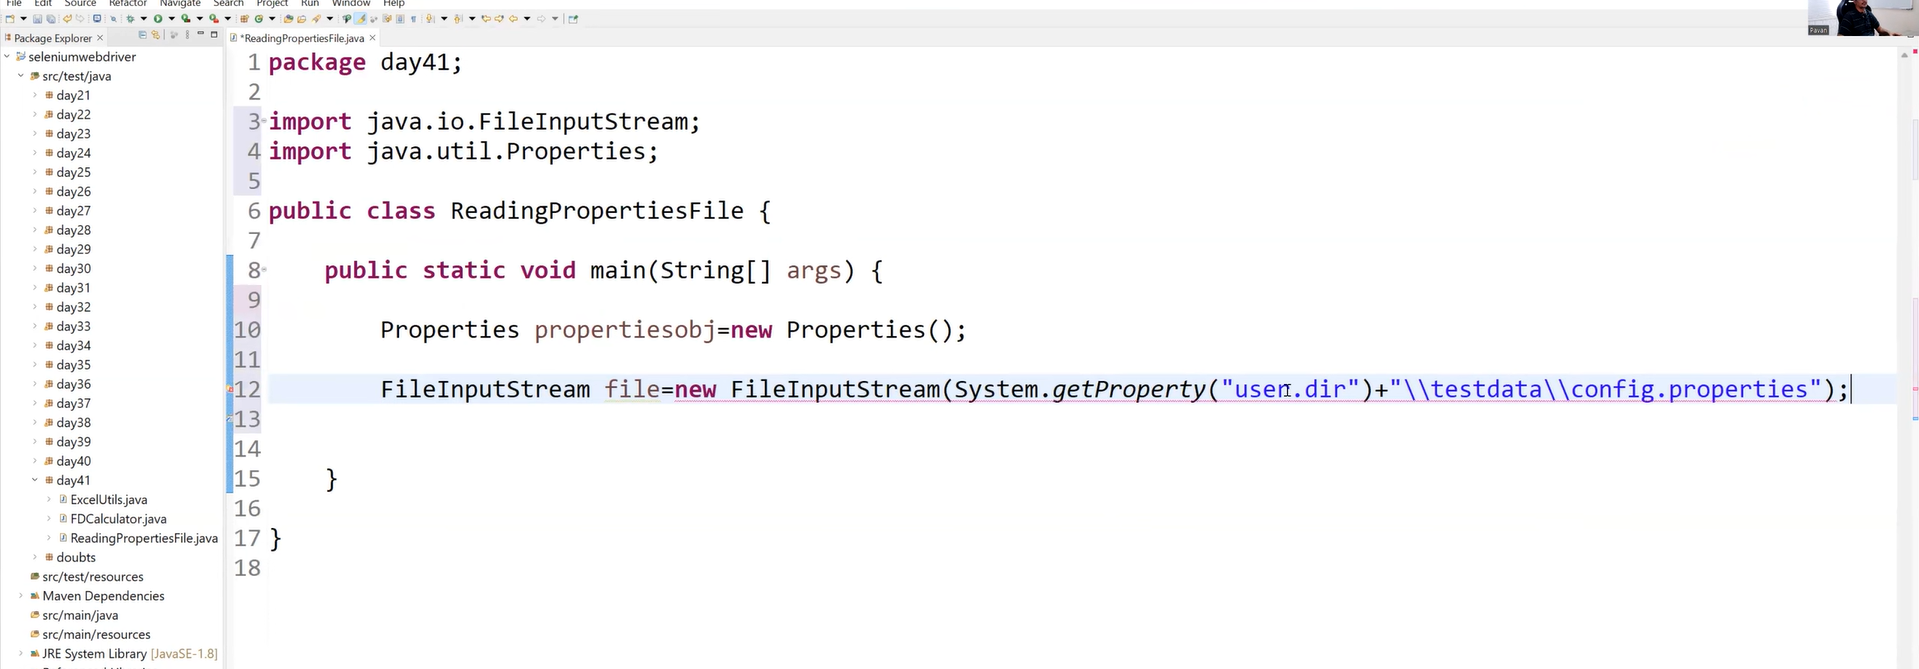 File Edit Source Refactor Navigate Search Project Run Window Help
Package Explorer
*ReadingPropertiesFile.java
Pavan
seleniumwebdriver
src/test/java
day21
day22
day23
day24
day25
day26
day27
day28
day29
day30
day31
day32
day33
day34
day35
day36
day37
day38
day39
day40
day41
ExcelUtils.java
FDCalculator.java
ReadingPropertiesFile.java
doubts
src/test/resources
Maven Dependencies
src/main/java
src/main/resources
JRE System Library [JavaSE-1.8]
1 package day41;
2
3 import java.io.FileInputStream;
4 import java.util.Properties;
5
6 public class ReadingPropertiesFile {
7
8 public static void main(String[] args) {
9
10 Properties propertiesobj=new Properties();
11
12 FileInputStream file=new FileInputStream(System.getProperty("user.dir")+"\\testdata\\config.properties");
13
14
15 }
16
17 }
18